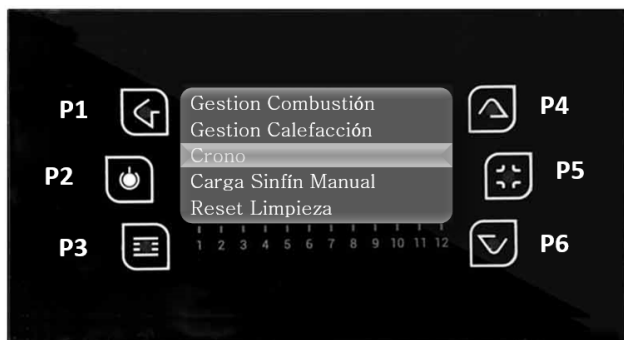 P1
P2
P3
Gestion Combustión
Gestion Calefacción
Crono
Carga Sinfín Manual
Reset Limpieza
1 2 3 4 5 6 7 8 9 10 11 12
P4
P5
P6